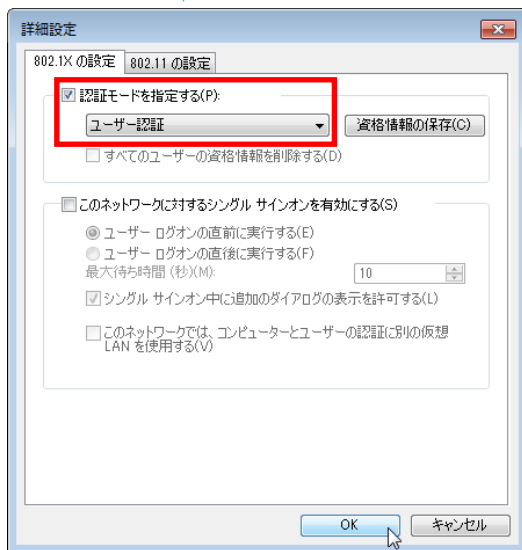 詳細設定
802.1X の設定 802.11 の設定
認証モードを指定する(P):
ユーザー認証 資格情報の保存(C)
すべてのユーザーの資格情報を削除する(D)
このネットワークに対するシングル サインオンを有効にする(S)
ユーザー ログオンの直前に実行する(E)
ユーザー ログオンの直後に実行する(F)
最大待ち時間 (秒)(M): 10
シングル サインオン中に追加のダイアログの表示を許可する(L)
このネットワークでは、コンピューターとユーザーの認証に別の仮想
LAN を使用する(V)
OK キャンセル